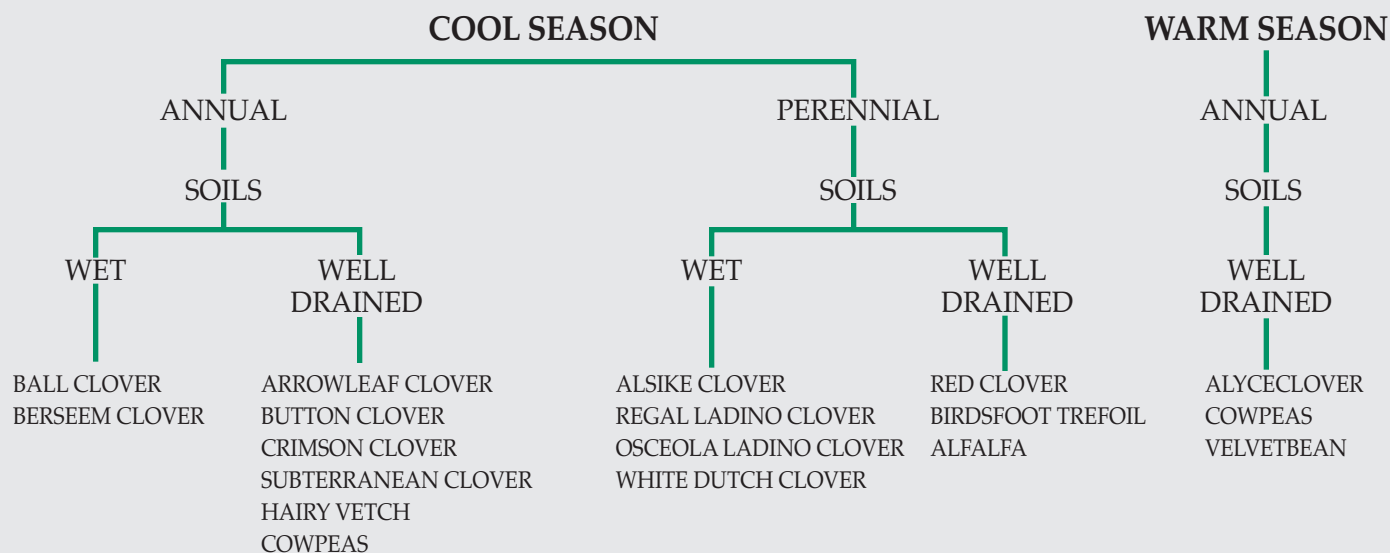 COOL SEASON
WARM SEASON
ANNUAL
PERENNIAL
ANNUAL
SOILS
SOILS
SOILS
WET
WELL
DRAINED
WET
WELL
DRAINED
WELL
DRAINED
BALL CLOVER
BERSEEM CLOVER
ARROWLEAF CLOVER
BUTTON CLOVER
CRIMSON CLOVER
SUBTERRANEAN CLOVER
HAIRY VETCH
COWPEAS
ALSIKE CLOVER
REGAL LADINO CLOVER
OSCEOLA LADINO CLOVER
WHITE DUTCH CLOVER
RED CLOVER
BIRDSFOOT TREFOIL
ALFALFA
ALYCECLOVER
COWPEAS
VELVETBEAN